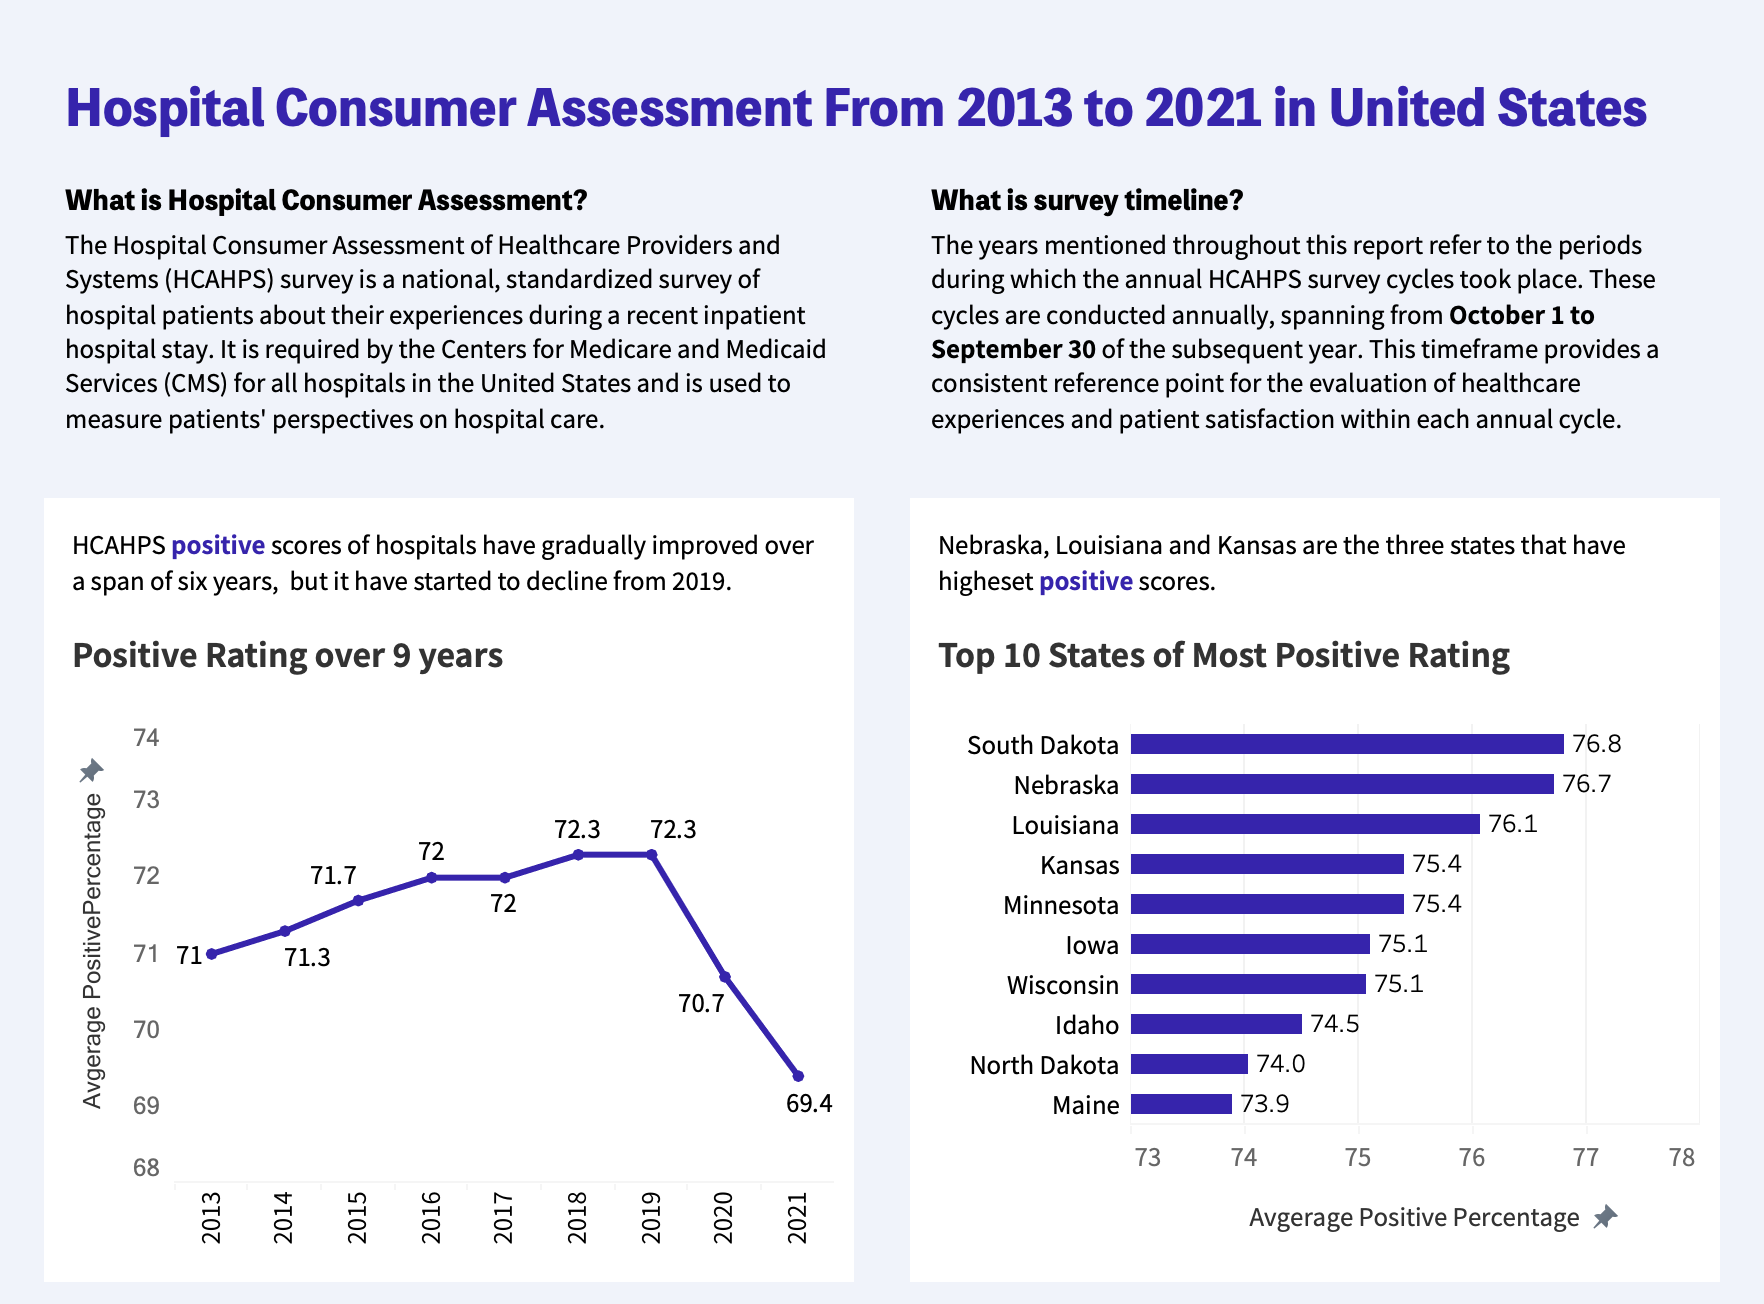 Hospital Consumer Assessment From 2013 to 2021 in United States
What is Hospital Consumer Assessment?
The Hospital Consumer Assessment of Healthcare Providers and
Systems (HCAHPS) survey is a national, standardized survey of
hospital patients about their experiences during a recent inpatient
hospital stay. It is required by the Centers for Medicare and Medicaid
Services (CMS) for all hospitals in the United States and is used to
measure patients' perspectives on hospital care.
What is survey timeline?
The years mentioned throughout this report refer to the periods
during which the annual HCAHPS survey cycles took place. These
cycles are conducted annually, spanning from October 1 to
September 30 of the subsequent year. This timeframe provides a
consistent reference point for the evaluation of healthcare
experiences and patient satisfaction within each annual cycle.
HCAHPS positive scores of hospitals have gradually improved over
a span of six years,  but it have started to decline from 2019.
Positive Rating over 9 years
Avgerage PositivePercentage
74
73
72
71
70
69
68
71
71.3
71.7
72
72
72.3
72.3
70.7
69.4
2013
2014
2015
2016
2017
2018
2019
2020
2021
Nebraska, Louisiana and Kansas are the three states that have
higheset positive scores.
Top 10 States of Most Positive Rating
South Dakota 76.8
Nebraska 76.7
Louisiana 76.1
Kansas 75.4
Minnesota 75.4
Iowa 75.1
Wisconsin 75.1
Idaho 74.5
North Dakota 74.0
Maine 73.9
73 74 75 76 77 78
Avgerage Positive Percentage